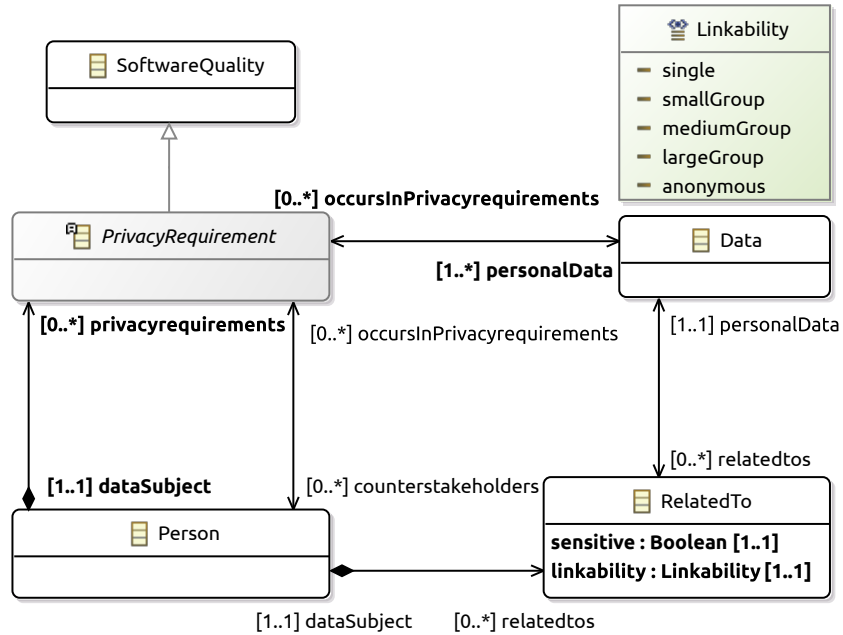 Linkability
single
smallGroup
mediumGroup
largeGroup
anonymous
SoftwareQuality
[0..*] occursInPrivacyrequirements
PrivacyRequirement
Data
[1..*] personalData
[0..*] privacyrequirements
[0..*] occursInPrivacyrequirements
[1..1] personalData
[0..*] relatedtos
[1..1] dataSubject
[0..*] counterstakeholders
RelatedTo
sensitive : Boolean [1..1]
linkability : Linkability [1..1]
Person
[1..1] dataSubject
[0..*] relatedtos